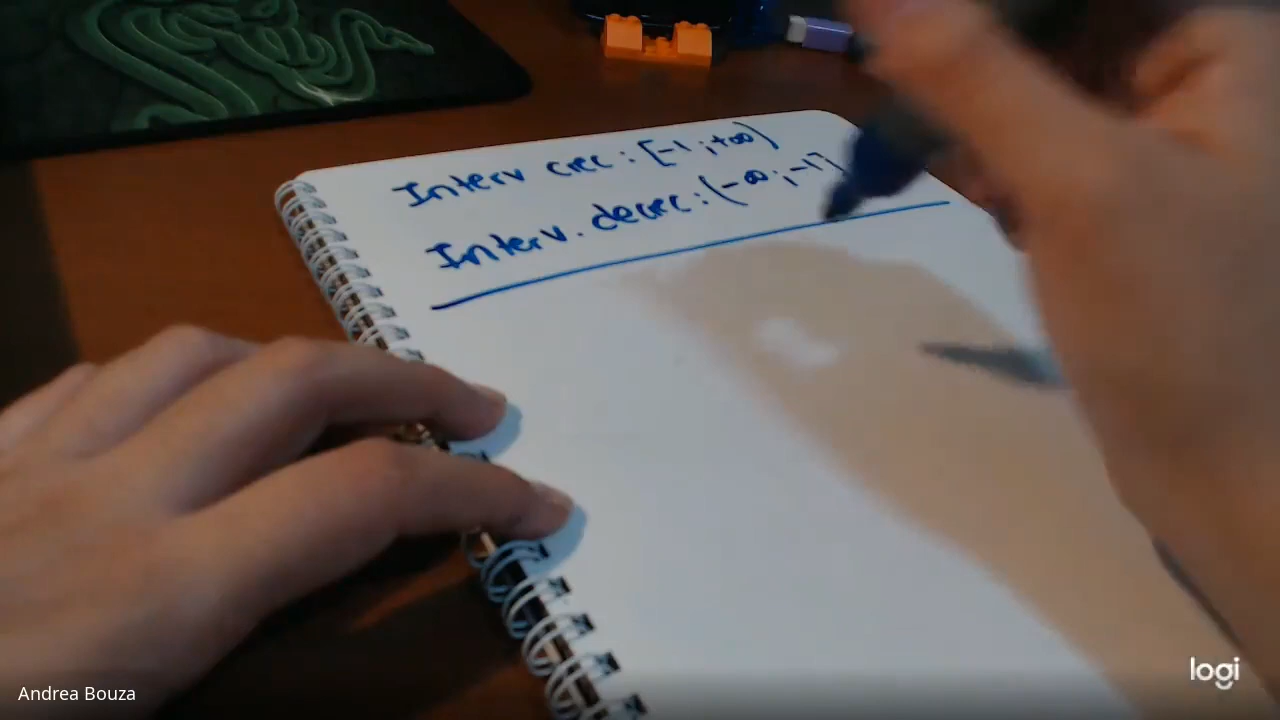 Interv crec: [-1 ; +∞)
Interv. decrec: (-∞ ; -1]
Andrea Bouza
logi